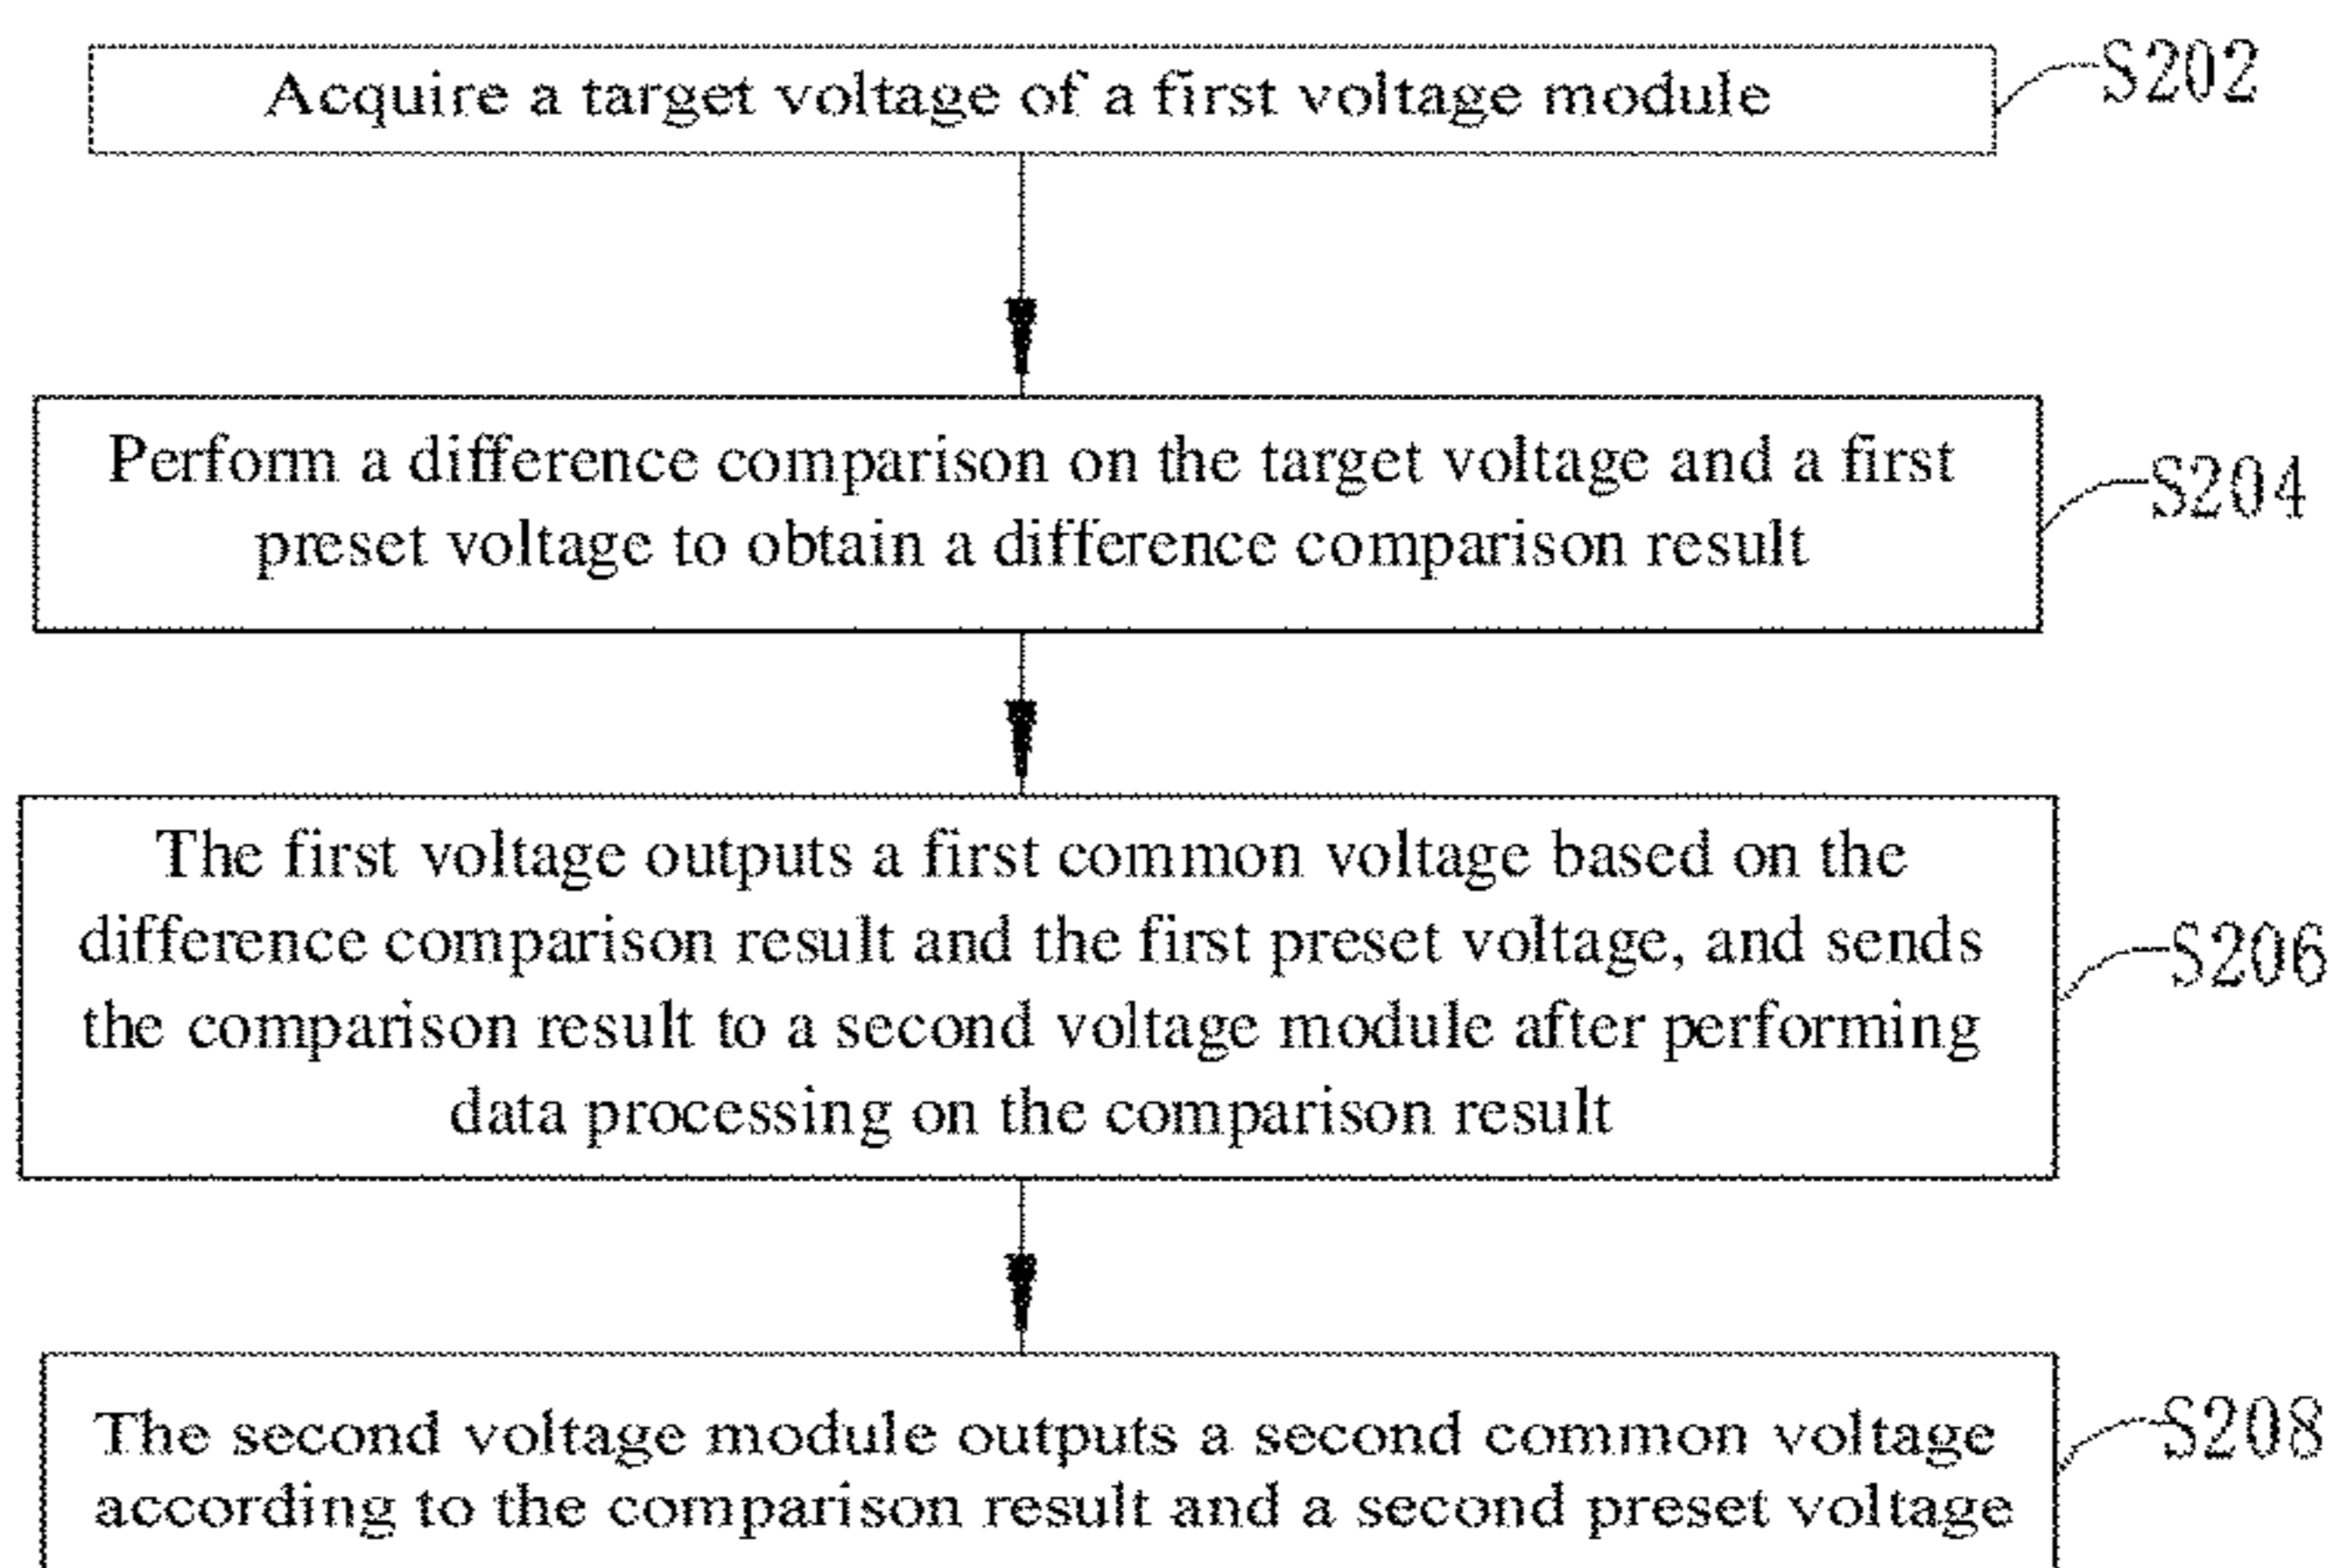 Acquire a target voltage of a first voltage module
S202
Perform a difference comparison on the target voltage and a first
preset voltage to obtain a difference comparison result
S204
The first voltage outputs a first common voltage based on the
difference comparison result and the first preset voltage, and sends
the comparison result to a second voltage module after performing
data processing on the comparison result
S206
The second voltage module outputs a second common voltage
according to the comparison result and a second preset voltage
S208